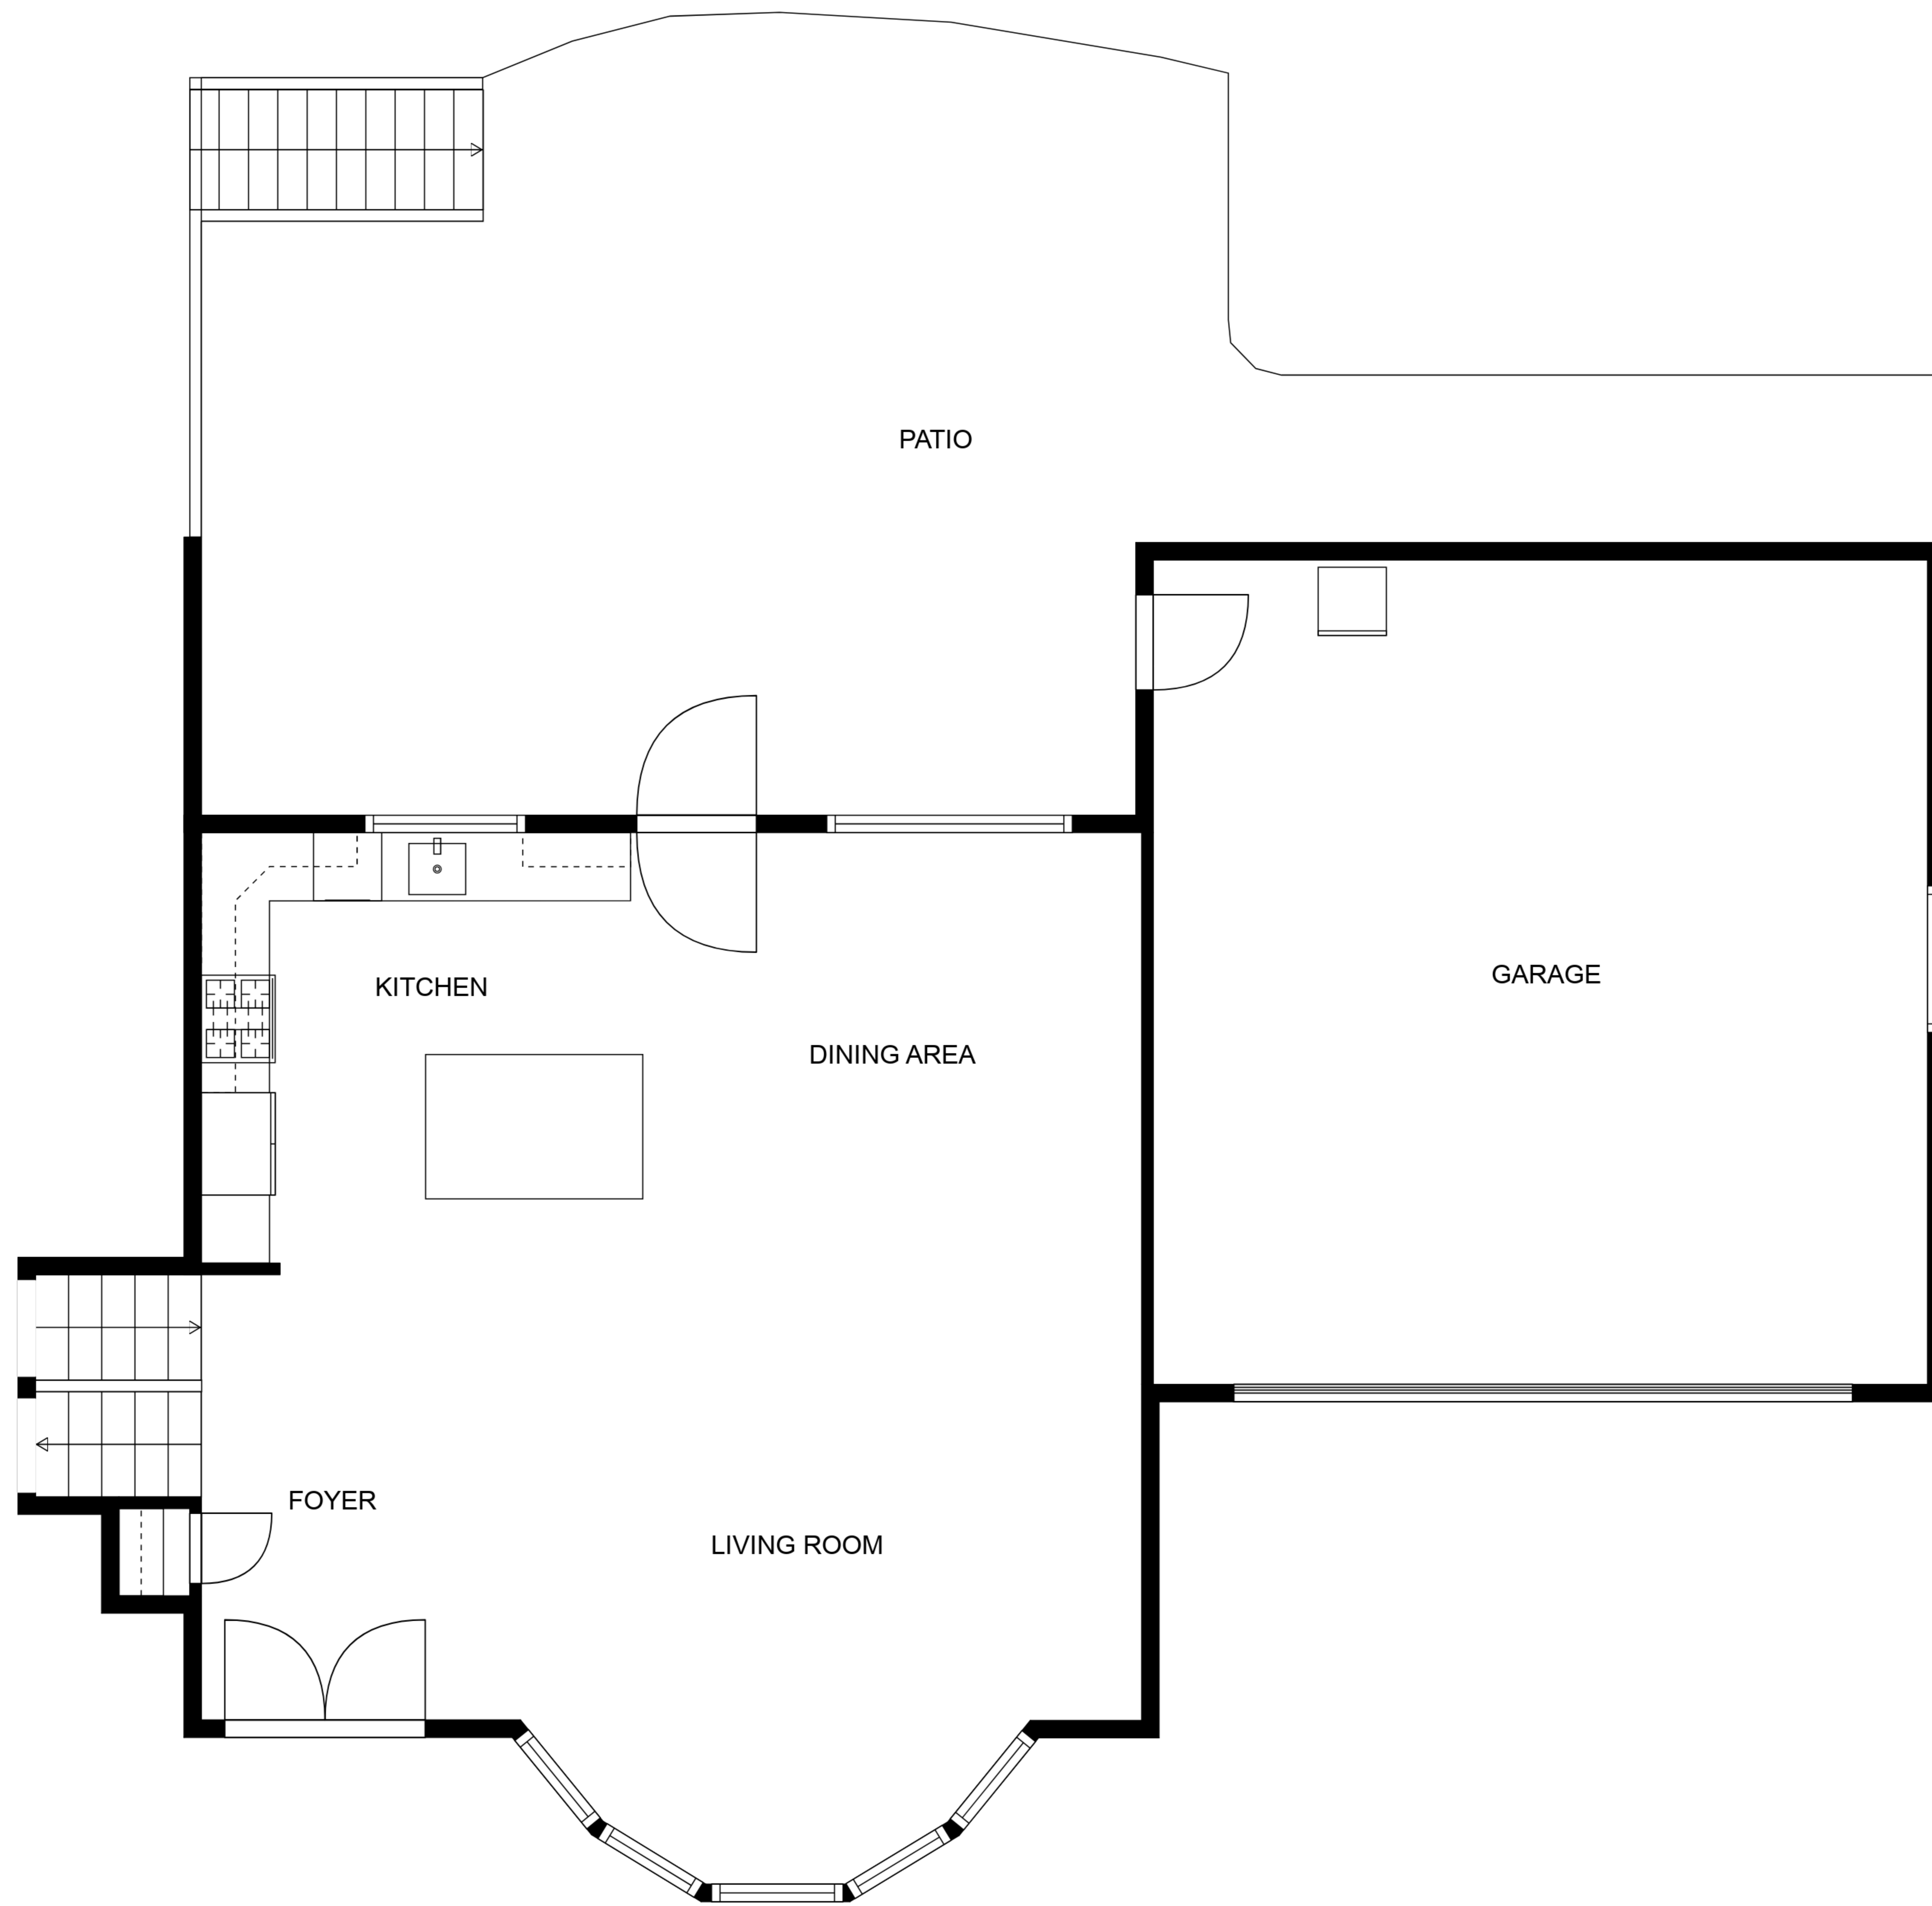 PATIO
GARAGE
KITCHEN
DINING AREA
FOYER
LIVING ROOM